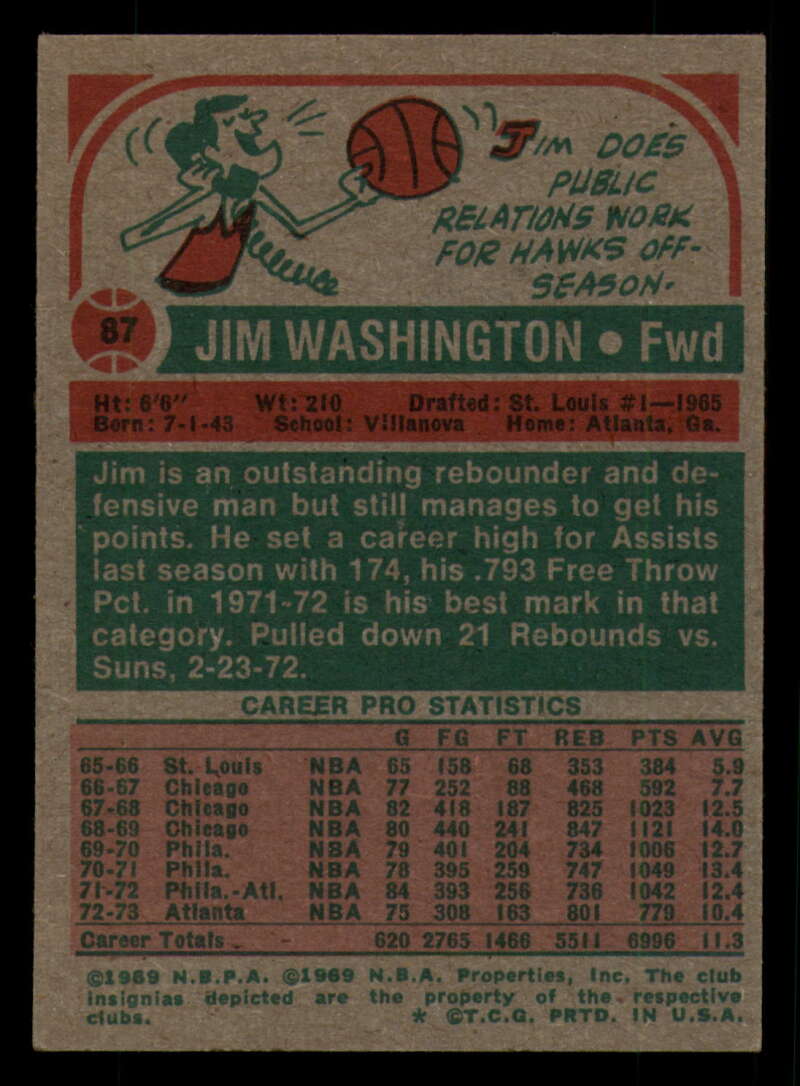 JIM DOES
PUBLIC
RELATIONS WORK
FOR HAWKS OFF-
SEASON.
87 JIM WASHINGTON • Fwd
Ht: 6'6" Wt: 210 Drafted: St. Louis #1—1965
Born: 7-1-43 School: Villanova Home: Atlanta, Ga.
Jim is an outstanding rebounder and de-
fensive man but still manages to get his
points. He set a career high for Assists
last season with 174, his .793 Free Throw
Pct. in 1971-72 is his best mark in that
category. Pulled down 21 Rebounds vs.
Suns, 2-23-72.
CAREER PRO STATISTICS
G FG FT REB PTS AVG
65-66 St. Louis NBA 65 158 68 353 384 5.9
66-67 Chicago NBA 77 252 88 468 592 7.7
67-68 Chicago NBA 82 418 187 825 1023 12.5
68-69 Chicago NBA 80 440 241 847 1121 14.0
69-70 Phila. NBA 79 401 204 734 1006 12.7
70-71 Phila. NBA 78 395 259 747 1049 13.4
71-72 Phila.-Atl. NBA 84 393 256 736 1042 12.4
72-73 Atlanta NBA 75 308 163 801 779 10.4
Career Totals 620 2765 1466 5511 6996 11.3
©1969 N.B.P.A. ©1969 N.B.A. Properties, Inc. The club
insignias depicted are the property of the respective
clubs. * ©T.C.G. PRTD. IN U.S.A.